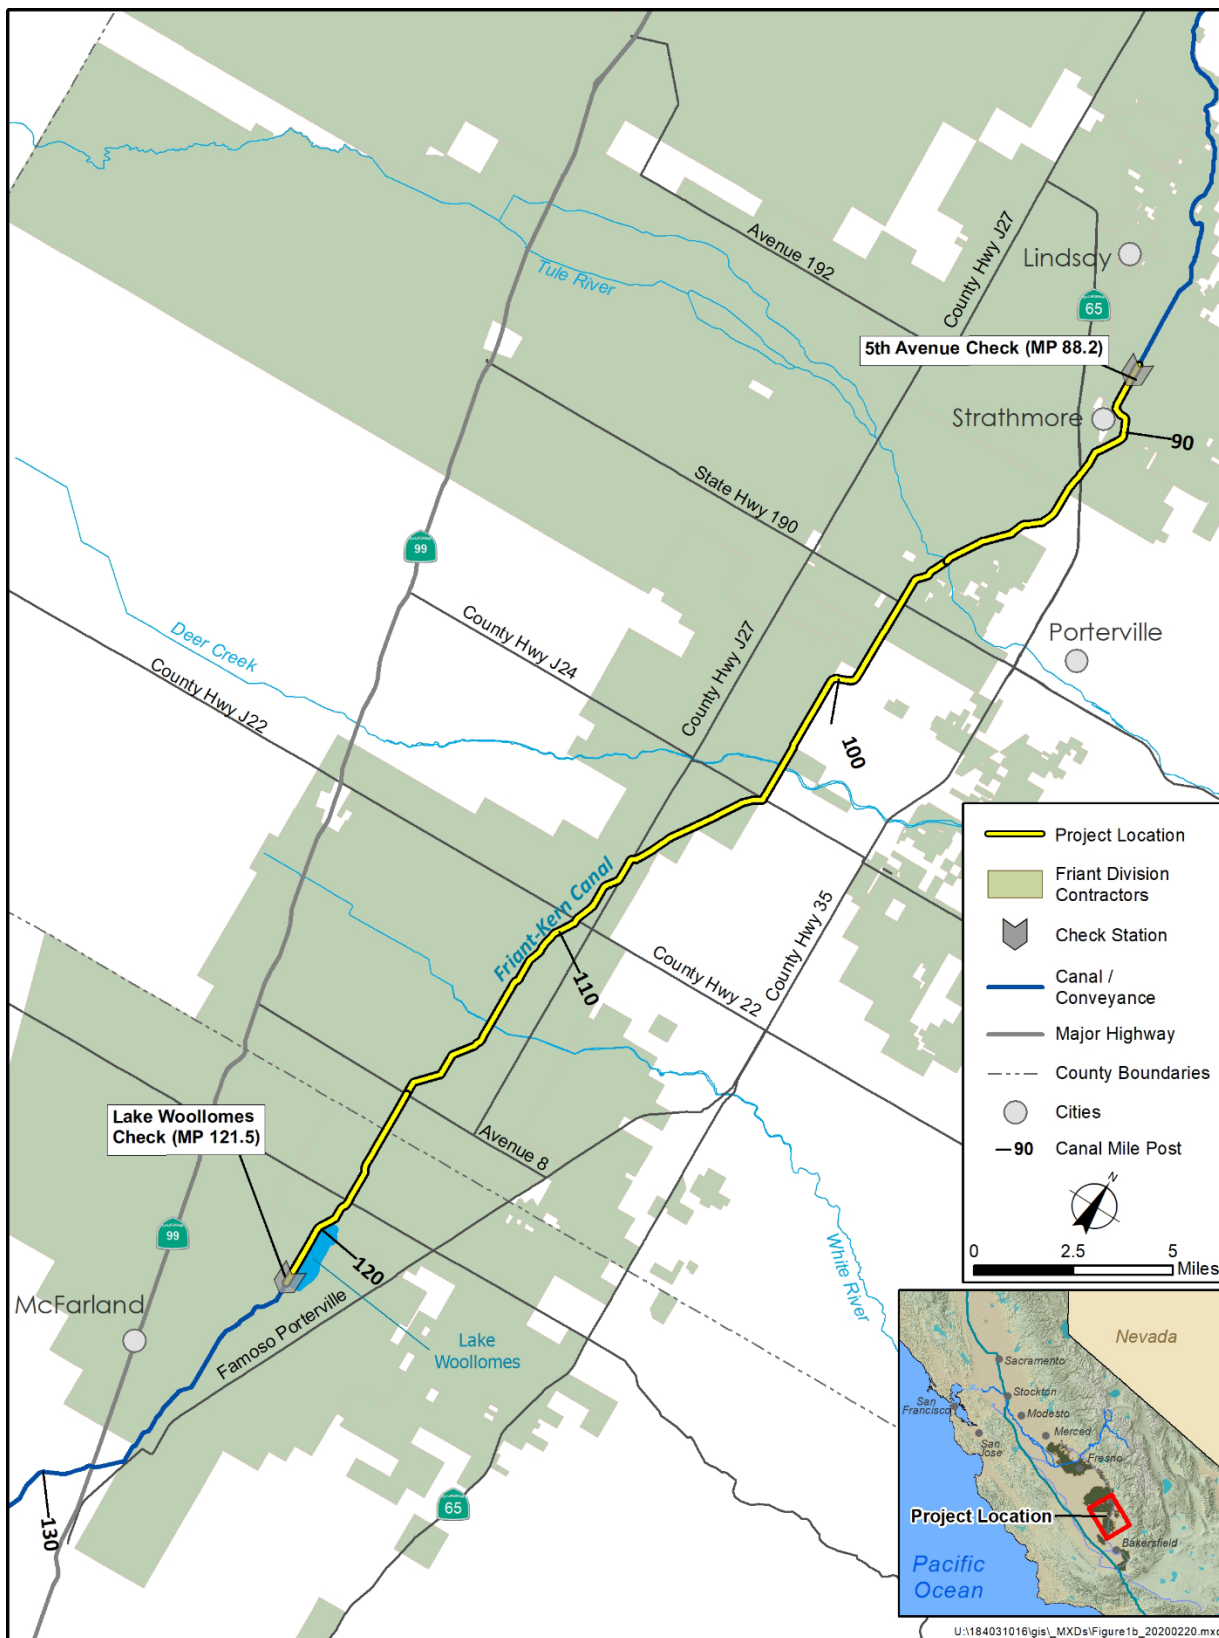 Lindsay
Avenue 192
County Hwy J27
Tule River
65
5th Avenue Check (MP 88.2)
Strathmore
90
State Hwy 190
99
Porterville
County Hwy J24
Deer Creek
County Hwy J22
County Hwy J27
100
Friant-Kern Canal
County Hwy 35
110
County Hwy 22
Project Location
Friant Division
Contractors
Check Station
Canal /
Conveyance
Major Highway
County Boundaries
Cities
90
Canal Mile Post
N
0
2.5
5
Miles
Lake Woollomes
Check (MP 121.5)
Avenue 8
99
120
White River
McFarland
Famoso Porterville
Lake
Woollomes
65
130
Nevada
Sacramento
Stockton
San
Francisco
Modesto
Merced
San
Jose
Fresno
Project Location
Bakersfield
Pacific
Ocean
U:\184031016\gis\_MXDs\Figure1b_20200220.mxd